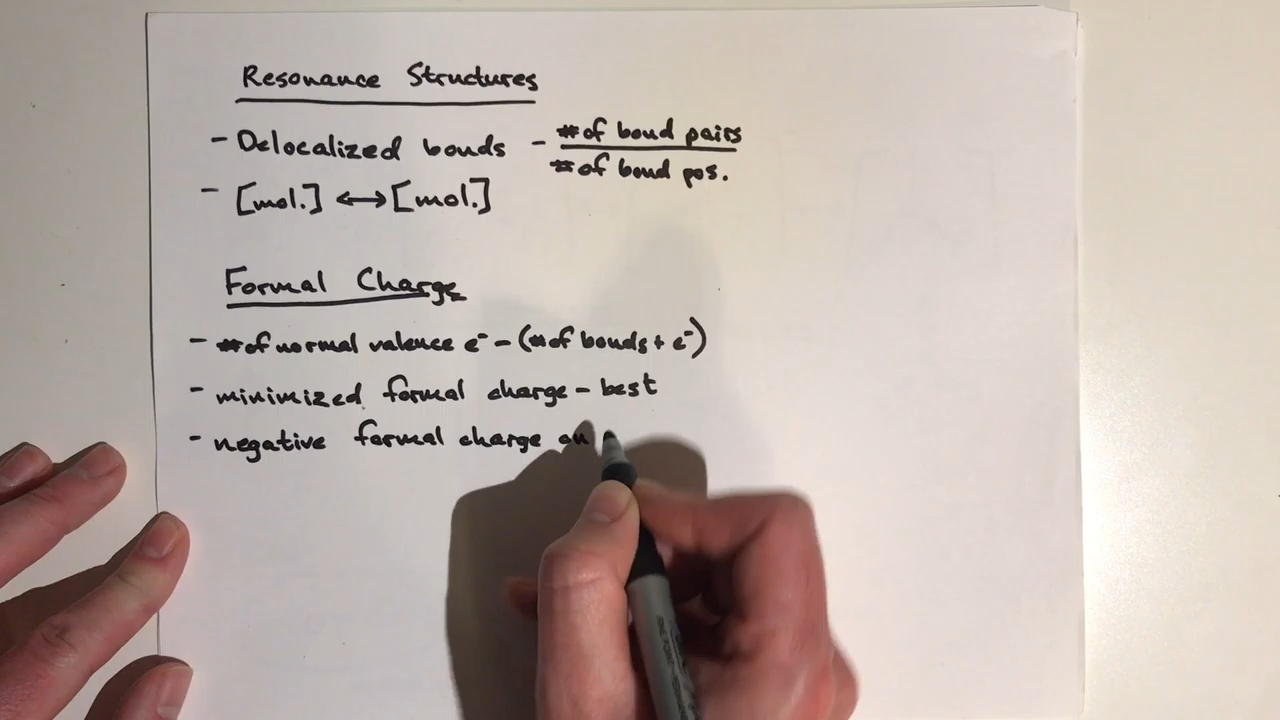 Resonance Structures
- Delocalized bonds - # of bond pairs
# of bond pos.
- [mol.] ↔ [mol.]
Formal Charge
- # of normal valence e⁻ - (# of bonds + e⁻)
- minimized formal charge - best
- negative formal charge on